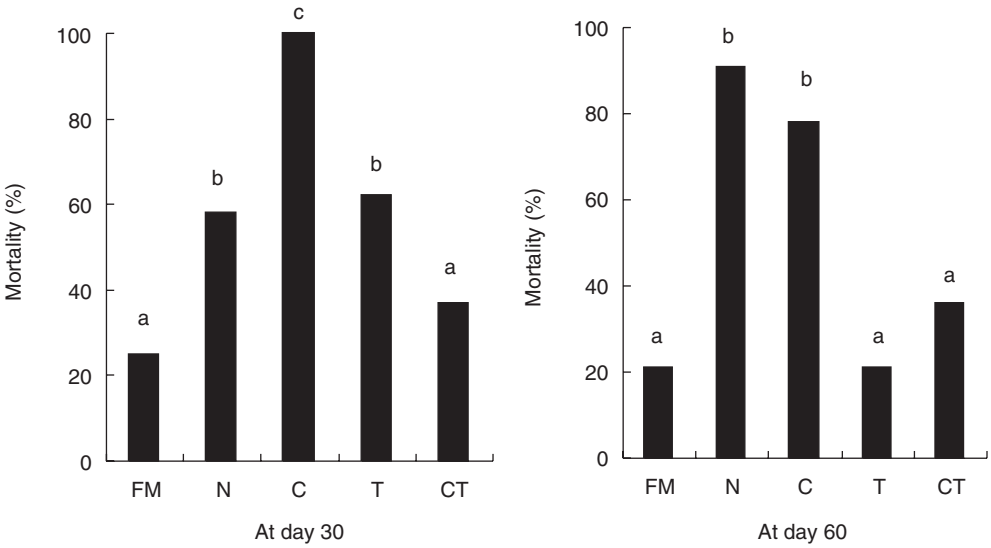 Mortality (%)
100
80
60
40
20
0
a
b
c
b
a
FM N C T CT
At day 30
Mortality (%)
100
80
60
40
20
0
a
b
b
a
a
FM N C T CT
At day 60